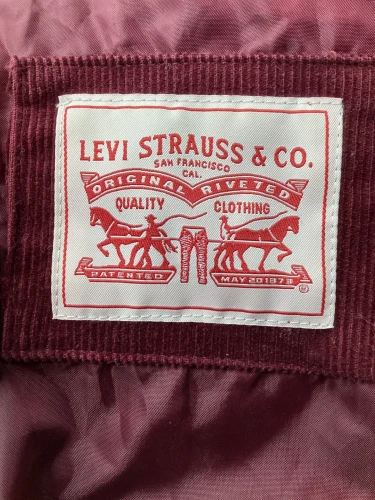 LEVI STRAUSS & CO.
SAN FRANCISCO
CAL.
ORIGINAL RIVETED
QUALITY CLOTHING
PATENTED MAY 20 1873
®